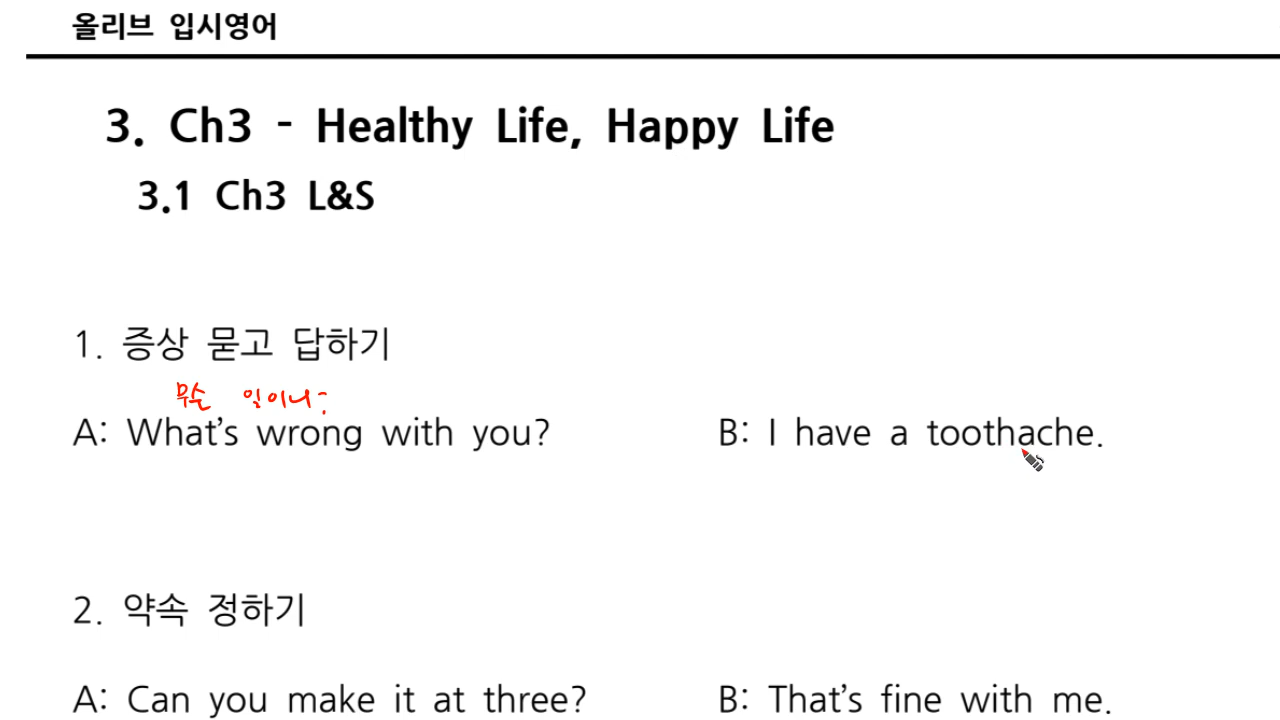 올리브 입시영어
3. Ch3 - Healthy Life, Happy Life
3.1 Ch3 L&S
1. 증상 묻고 답하기
무슨 일이니?
A: What's wrong with you? B: I have a toothache.
2. 약속 정하기
A: Can you make it at three? B: That's fine with me.